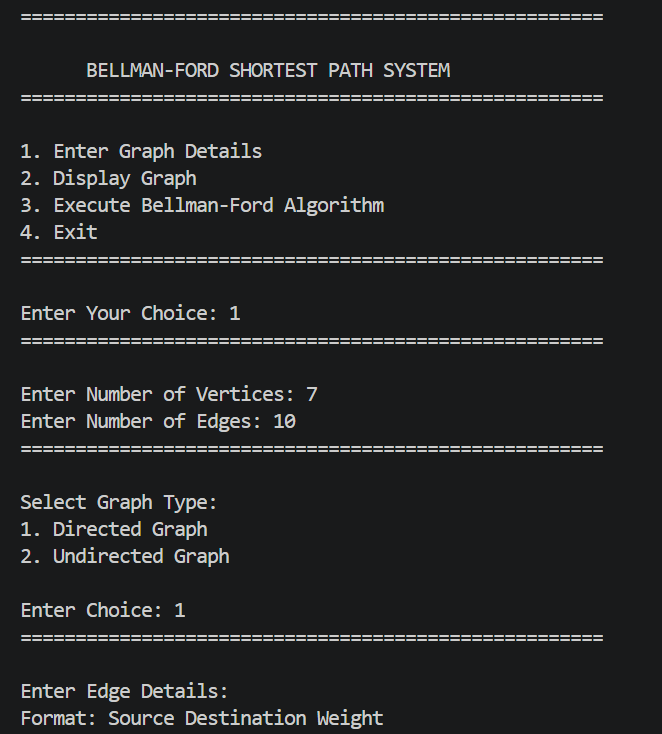 =====================================================
BELLMAN-FORD SHORTEST PATH SYSTEM
=====================================================
1. Enter Graph Details
2. Display Graph
3. Execute Bellman-Ford Algorithm
4. Exit
=====================================================
Enter Your Choice: 1
=====================================================
Enter Number of Vertices: 7
Enter Number of Edges: 10
=====================================================
Select Graph Type:
1. Directed Graph
2. Undirected Graph
Enter Choice: 1
=====================================================
Enter Edge Details:
Format: Source Destination Weight